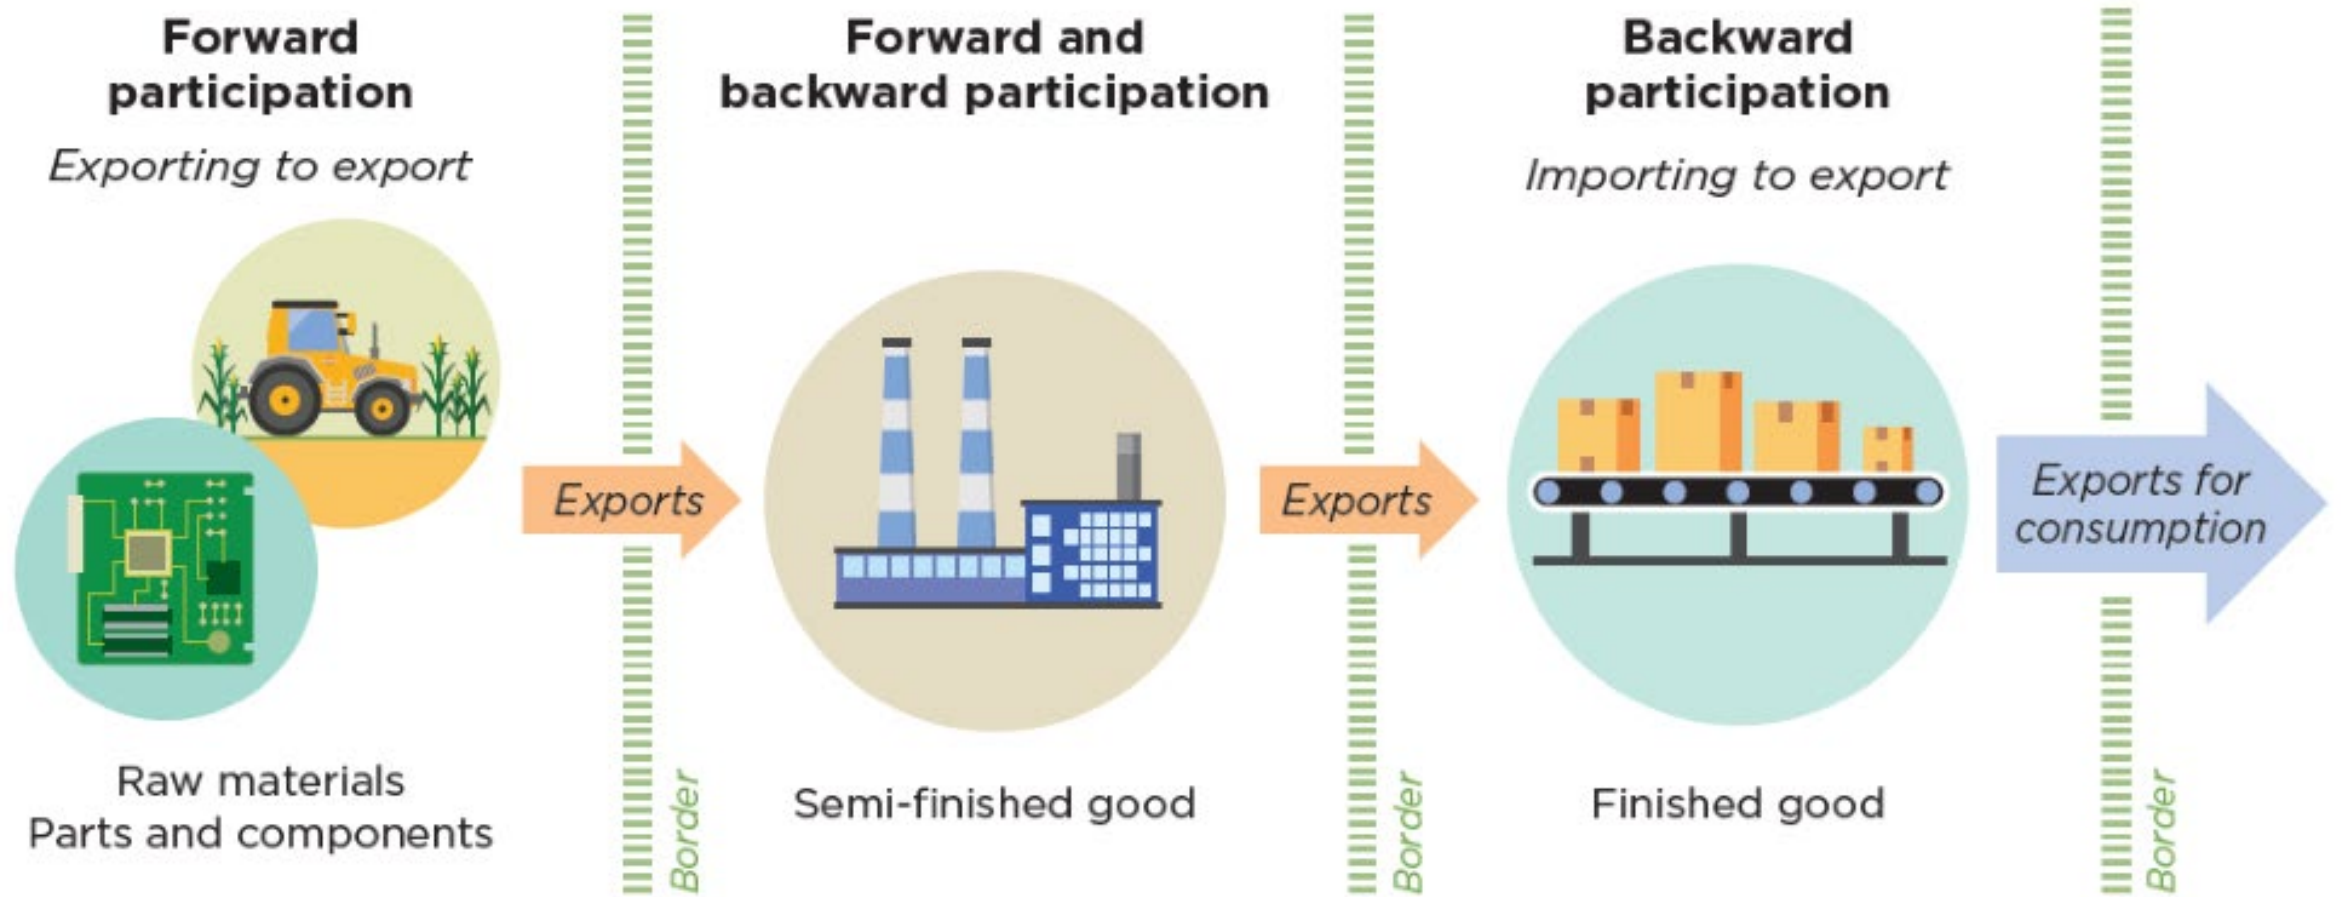 Forward
participation
Exporting to export
Raw materials
Parts and components
Exports
Border
Forward and
backward participation
Semi-finished good
Exports
Border
Backward
participation
Importing to export
Finished good
Exports for
consumption
Border